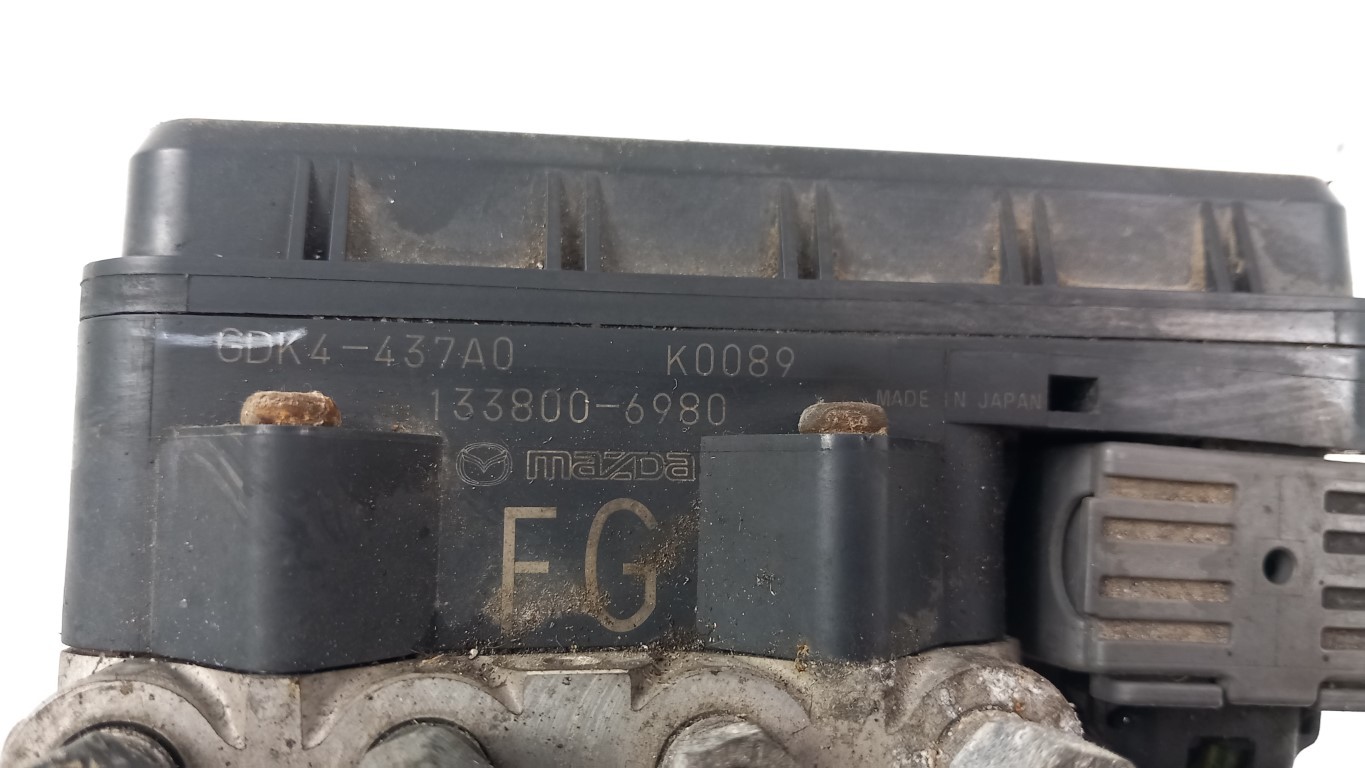 GDK4-437A0 K0089
133800-6980 MADE IN JAPAN
mazda
FG